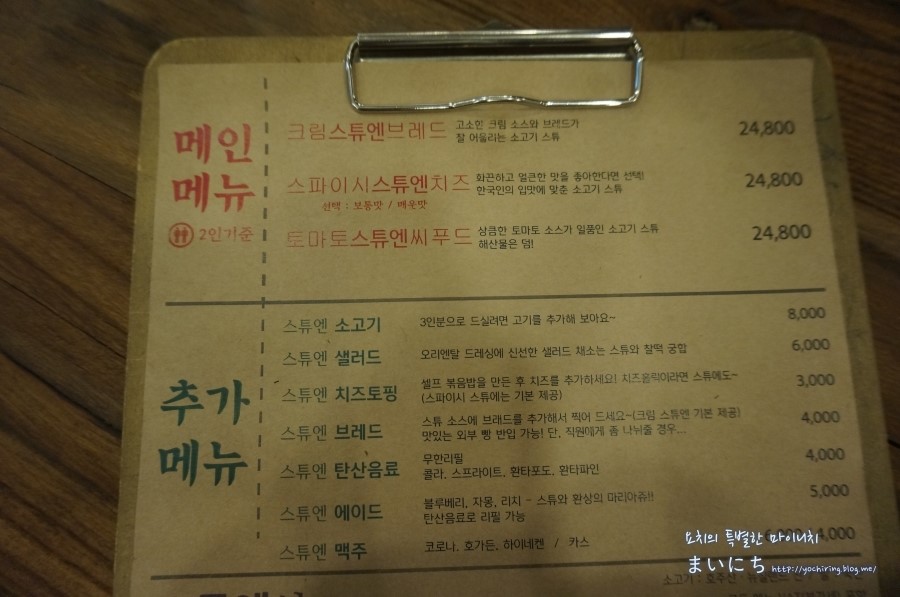 메인
메뉴
2인기준
크림스튜엔브레드 고소한 크림 소스와 브레드가
잘 어울리는 소고기 스튜
24,800
스파이시스튜엔치즈 화끈하고 얼큰한 맛을 좋아한다면 선택!
한국인의 입맛에 맞춘 소고기 스튜
선택 : 보통맛 / 매운맛
24,800
토마토스튜엔씨푸드 상큼한 토마토 소스가 일품인 소고기 스튜
해산물은 덤!
24,800
추가
메뉴
스튜엔 소고기 3인분으로 드실려면 고기를 추가해 보아요~ 8,000
스튜엔 샐러드 오리엔탈 드레싱에 신선한 샐러드 채소는 스튜와 찰떡 궁합 6,000
스튜엔 치즈토핑 셀프 볶음밥을 만든 후 치즈를 추가하세요! 치즈홀릭이라면 스튜에도~ 3,000
(스파이시 스튜에는 기본 제공)
스튜엔 브레드 스튜 소스에 브래드를 추가해서 찍어 드세요~(크림 스튜엔 기본 제공) 4,000
맛있는 외부 빵 반입 가능! 단, 직원에게 좀 나눠줄 경우...
스튜엔 탄산음료 무한리필 4,000
콜라, 스프라이트, 환타포도, 환타파인
스튜엔 에이드 블루베리, 자몽, 리치 - 스튜와 환상의 마리아쥬!! 5,000
탄산음료로 리필 가능
스튜엔 맥주 코로나, 호가든, 하이네켄 / 카스
요치의 특별한 마이니치
まいにち http://yochiring.blog.me/
소고기 : 호주산